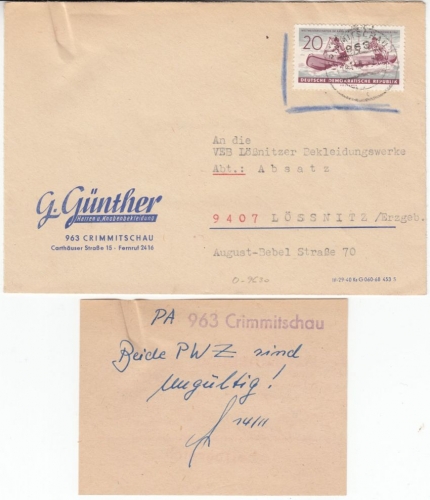 20
DEUTSCHE DEMOKRATISCHE REPUBLIK
An die
VEB Lößnitzer Bekleidungswerke
Abt.: Absatz
9407 LÖSSNITZ/Erzgeb.
August-Bebel Straße 70
G. Günther
Herren u. Knabenbekleidung
963 CRIMMITSCHAU
Carthäuser Straße 15 - Fernruf 2416
PA 963 Crimmitschau
Beide PWZ sind
ungültig!
14/11